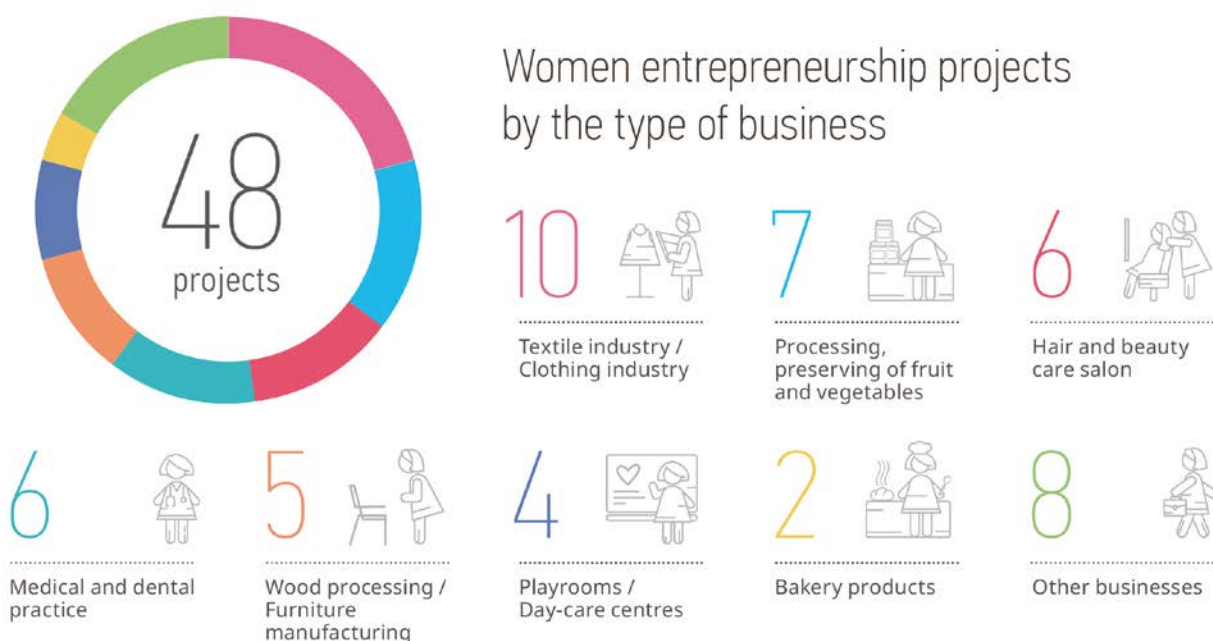 48
projects
Women entrepreneurship projects
by the type of business
10
Textile industry /
Clothing industry
7
Processing,
preserving of fruit
and vegetables
6
Hair and beauty
care salon
6
Medical and dental
practice
5
Wood processing /
Furniture
manufacturing
4
Playrooms /
Day-care centres
2
Bakery products
8
Other businesses